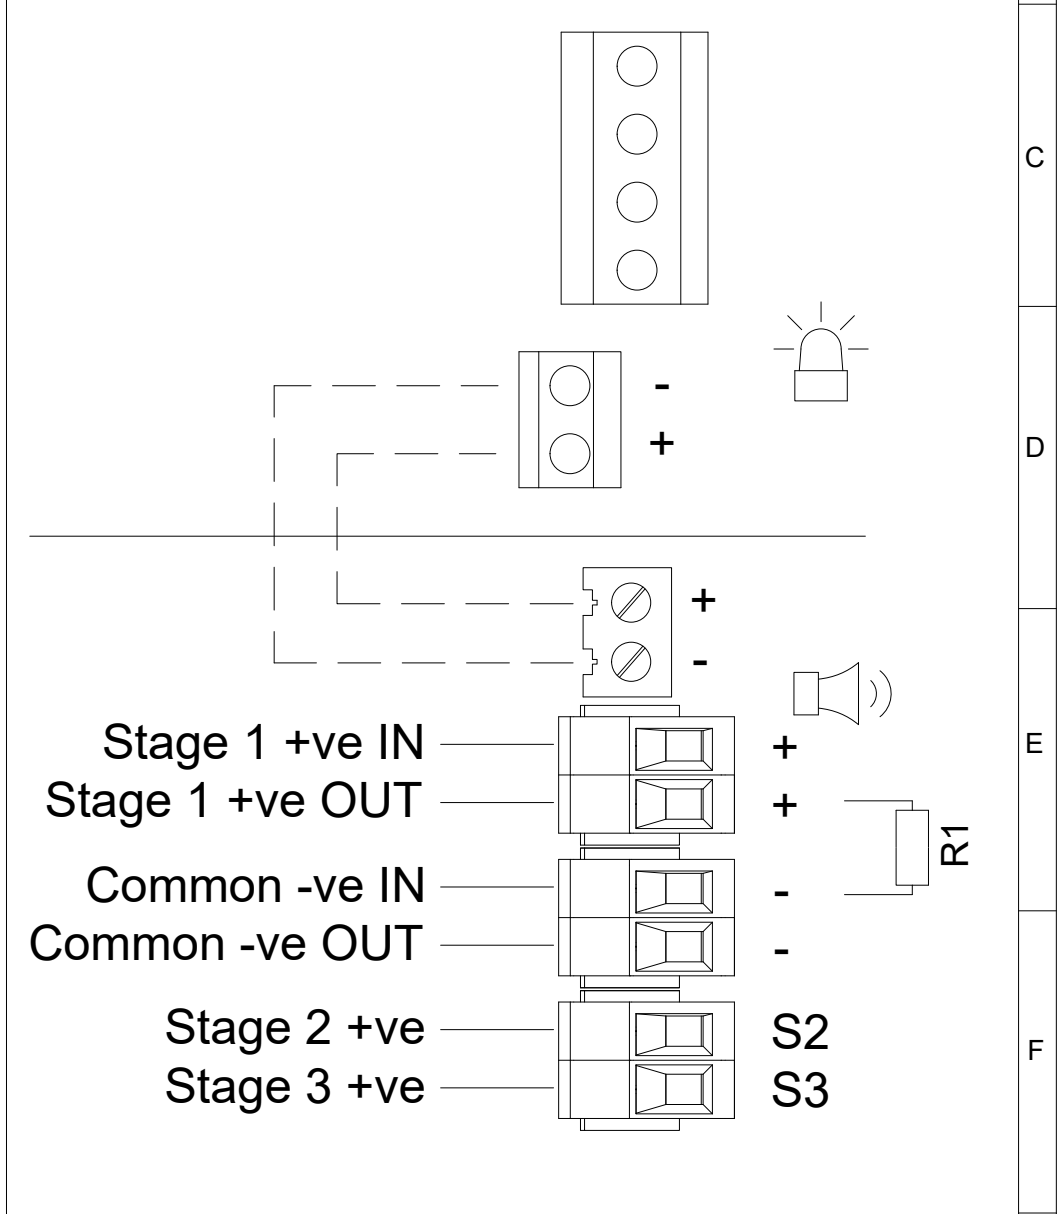 C
-
+
D
+
-
Stage 1 +ve IN +
E
Stage 1 +ve OUT +
R1
Common -ve IN -
Common -ve OUT -
Stage 2 +ve S2
F
Stage 3 +ve S3